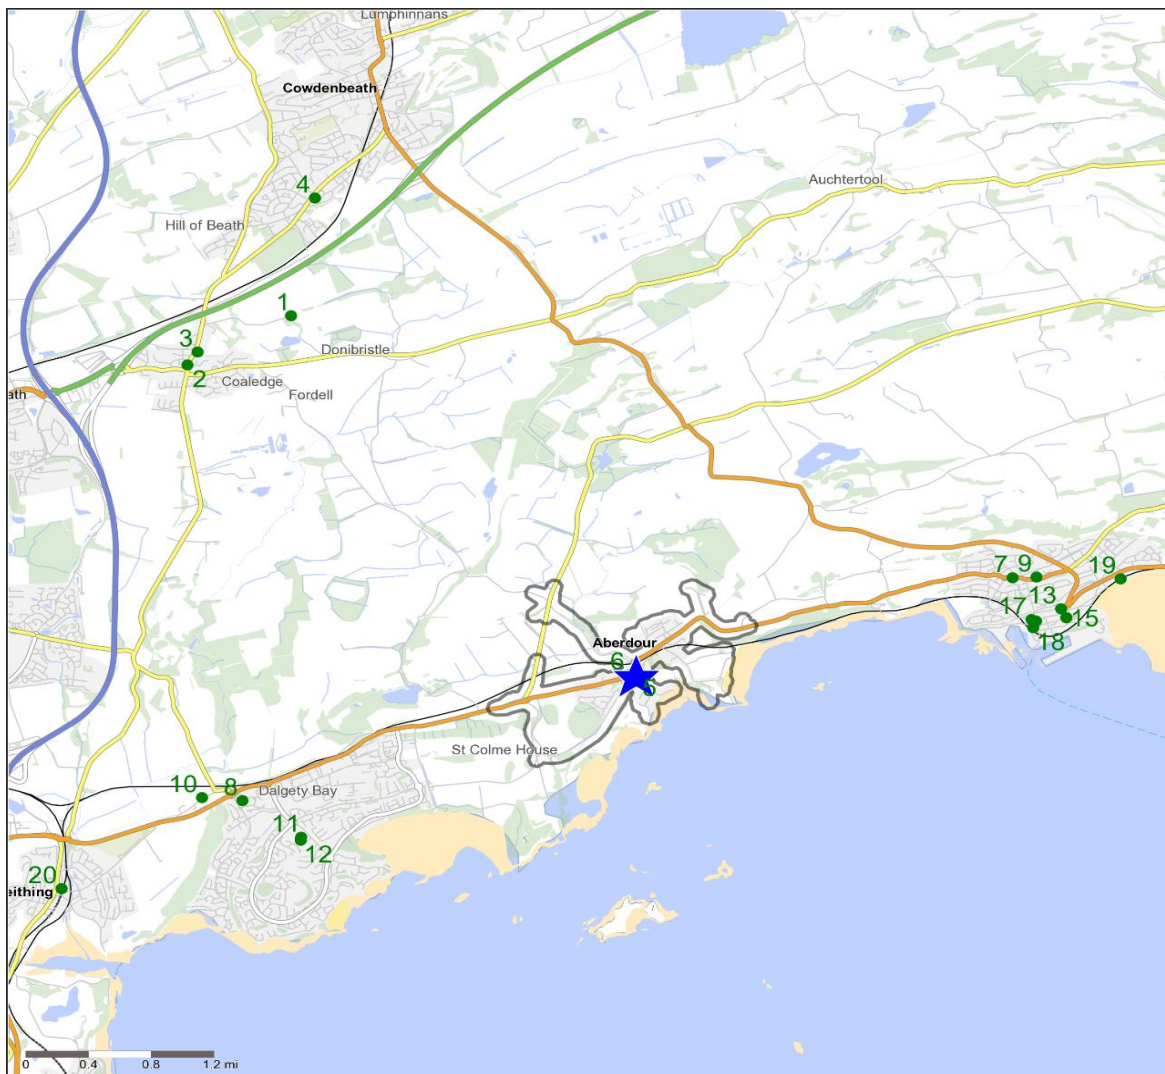 Lumphinnans
Cowdenbeath
Auchtertool
4
Hill of Beath
1
3
Donibristle
2
Coaledge
Fordell
ath
7
9
19
13
17
15
18
Aberdour
6
5
St Colme House
10
8
Dalgety Bay
11
12
20
eithing
0
0.4
0.8
1.2 mi